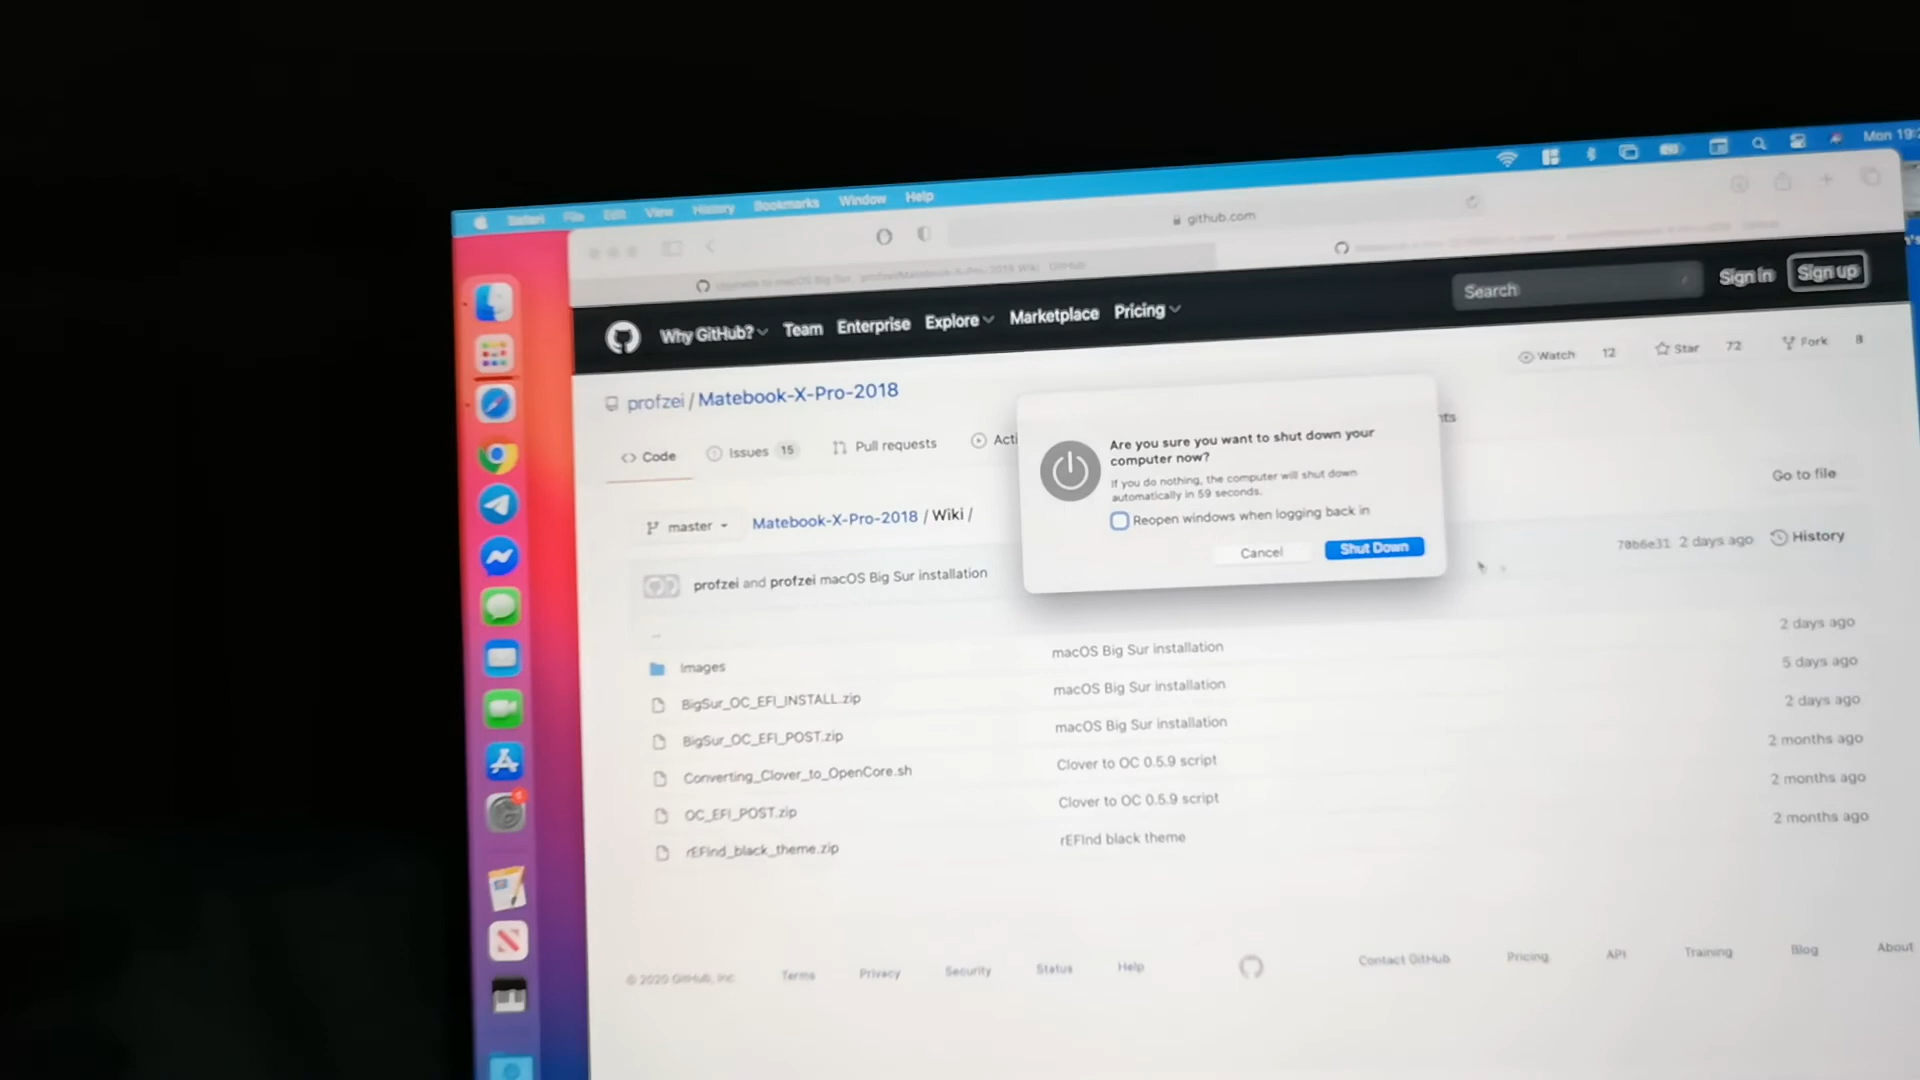 Safari File Edit View History Bookmarks Window Help
Mon 19:2
github.com
Why GitHub? Team Enterprise Explore Marketplace Pricing
Search /
Sign in Sign up
profzei / Matebook-X-Pro-2018
Watch 12 Star 72 Fork 8
Code Issues 15 Pull requests Acti
nts
Are you sure you want to shut down your
computer now?
If you do nothing, the computer will shut down
automatically in 59 seconds.
Reopen windows when logging back in
Cancel Shut Down
master Matebook-X-Pro-2018 / Wiki /
Go to file
profzei and profzei macOS Big Sur installation
70b6e31 2 days ago History
..
Images macOS Big Sur installation 2 days ago
BigSur_OC_EFI_INSTALL.zip macOS Big Sur installation 5 days ago
BigSur_OC_EFI_POST.zip macOS Big Sur installation 2 days ago
Converting_Clover_to_OpenCore.sh Clover to OC 0.5.9 script 2 months ago
OC_EFI_POST.zip Clover to OC 0.5.9 script 2 months ago
rEFInd_black_theme.zip rEFInd black theme 2 months ago
© 2020 GitHub, Inc. Terms Privacy Security Status Help Contact GitHub Pricing API Training Blog About